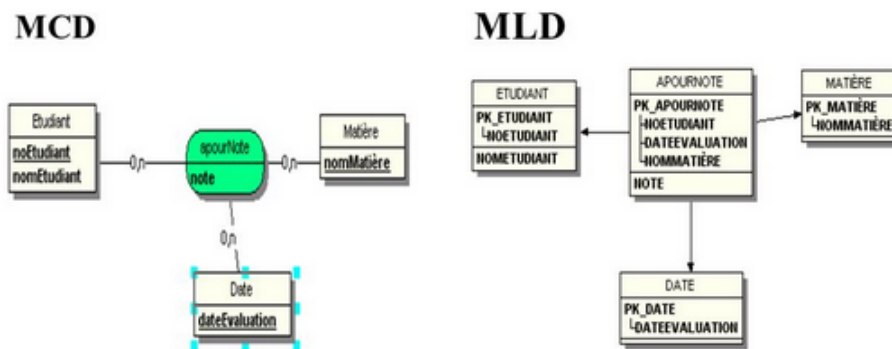 MCD
Etudiant
noEtudiant
nomEtudiant
0,n
apourNote
note
0,n
Matière
nomMatière
0,n
Date
dateEvaluation
MLD
ETUDIANT
PK_ETUDIANT
NOETUDIANT
NOMETUDIANT
APOURNOTE
PK_APOURNOTE
NOETUDIANT
DATEEVALUATION
NOMMATIÈRE
NOTE
MATIÈRE
PK_MATIÈRE
NOMMATIÈRE
DATE
PK_DATE
DATEEVALUATION